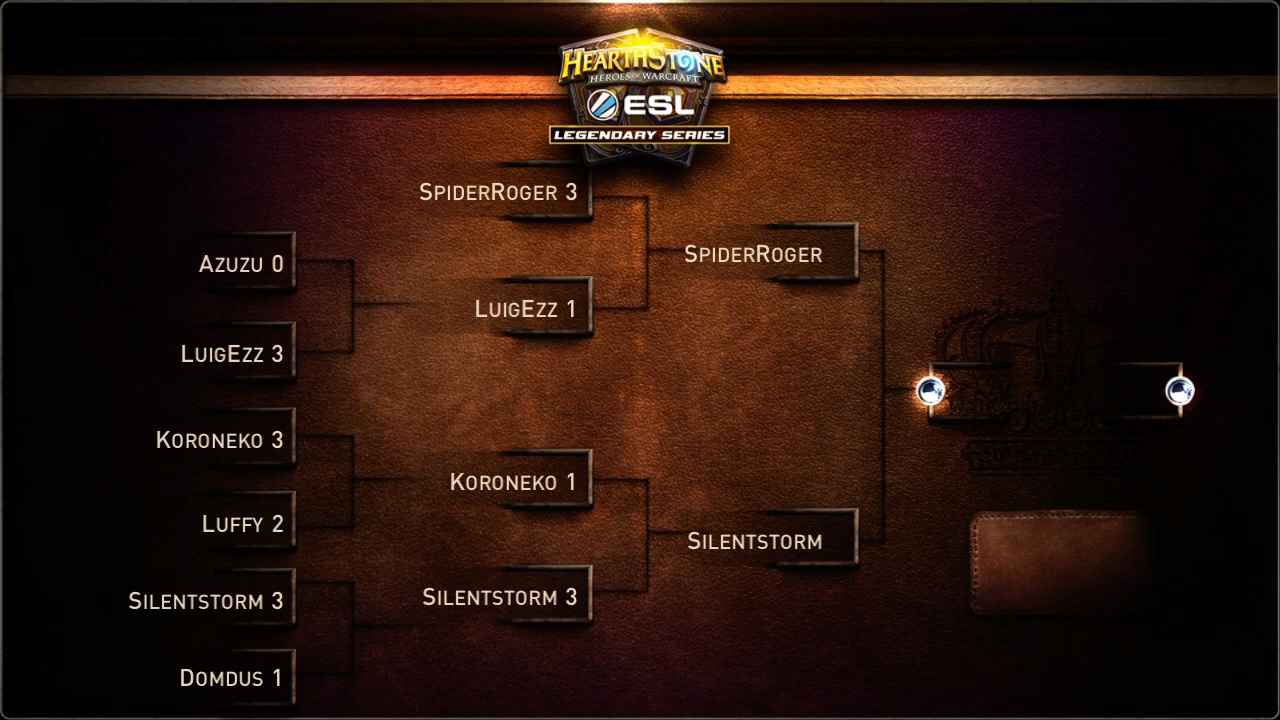 HEARTHSTONE
HEROES OF WARCRAFT
ESL
LEGENDARY SERIES
SPIDERROGER 3
AZUZU 0
LUIGEZZ 3
LUIGEZZ 1
SPIDERROGER
KORONEKO 3
LUFFY 2
KORONEKO 1
SILENTSTORM 3
DOMDUS 1
SILENTSTORM 3
SILENTSTORM